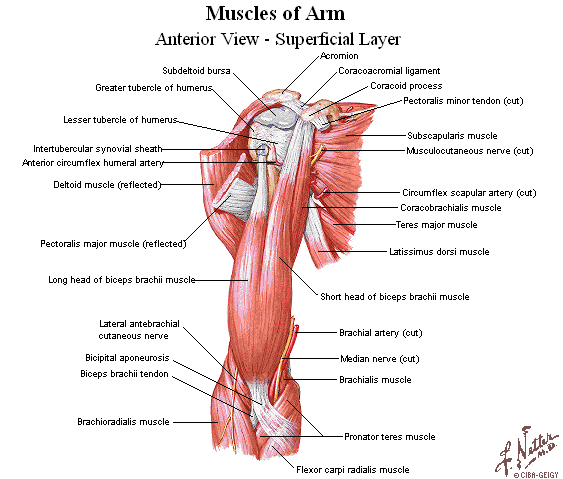 Muscles of Arm
Anterior View - Superficial Layer
Acromion
Subdeltoid bursa
Coracoacromial ligament
Greater tubercle of humerus
Coracoid process
Pectoralis minor tendon (cut)
Lesser tubercle of humerus
Subscapularis muscle
Intertubercular synovial sheath
Musculocutaneous nerve (cut)
Anterior circumflex humeral artery
Deltoid muscle (reflected)
Circumflex scapular artery (cut)
Coracobrachialis muscle
Teres major muscle
Pectoralis major muscle (reflected)
Latissimus dorsi muscle
Long head of biceps brachii muscle
Short head of biceps brachii muscle
Lateral antebrachial
cutaneous nerve
Brachial artery (cut)
Bicipital aponeurosis
Median nerve (cut)
Biceps brachii tendon
Brachialis muscle
Brachioradialis muscle
Pronator teres muscle
Flexor carpi radialis muscle
F. Netter
M.D.
© CIBA-GEIGY